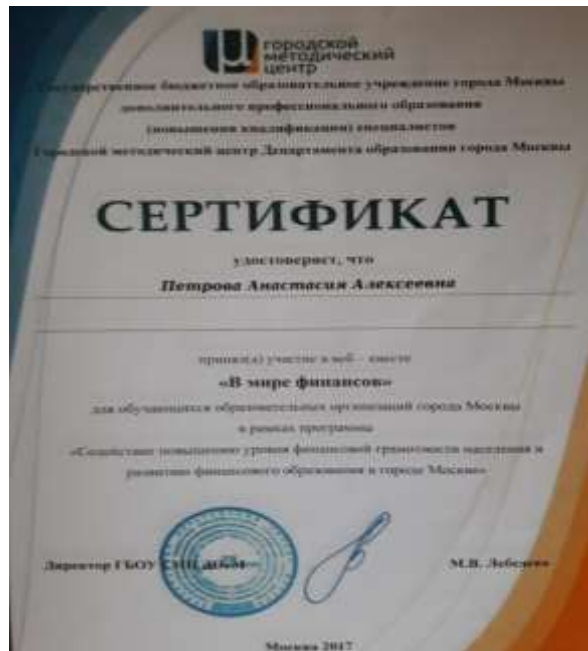 городской
методический
центр
Государственное бюджетное образовательное учреждение города Москвы
дополнительного профессионального образования
(повышения квалификации) специалистов
Городской методический центр Департамента образования города Москвы
СЕРТИФИКАТ
удостоверяет, что
Петрова Анастасия Алексеевна
принял(а) участие в веб – квесте
«В мире финансов»
для обучающихся образовательных организаций города Москвы
в рамках программы
«Содействие повышению уровня финансовой грамотности населения и
развитию финансового образования в городе Москве»
Директор ГБОУ ГМЦ ДОгМ
М.В. Лебедева
Москва 2017